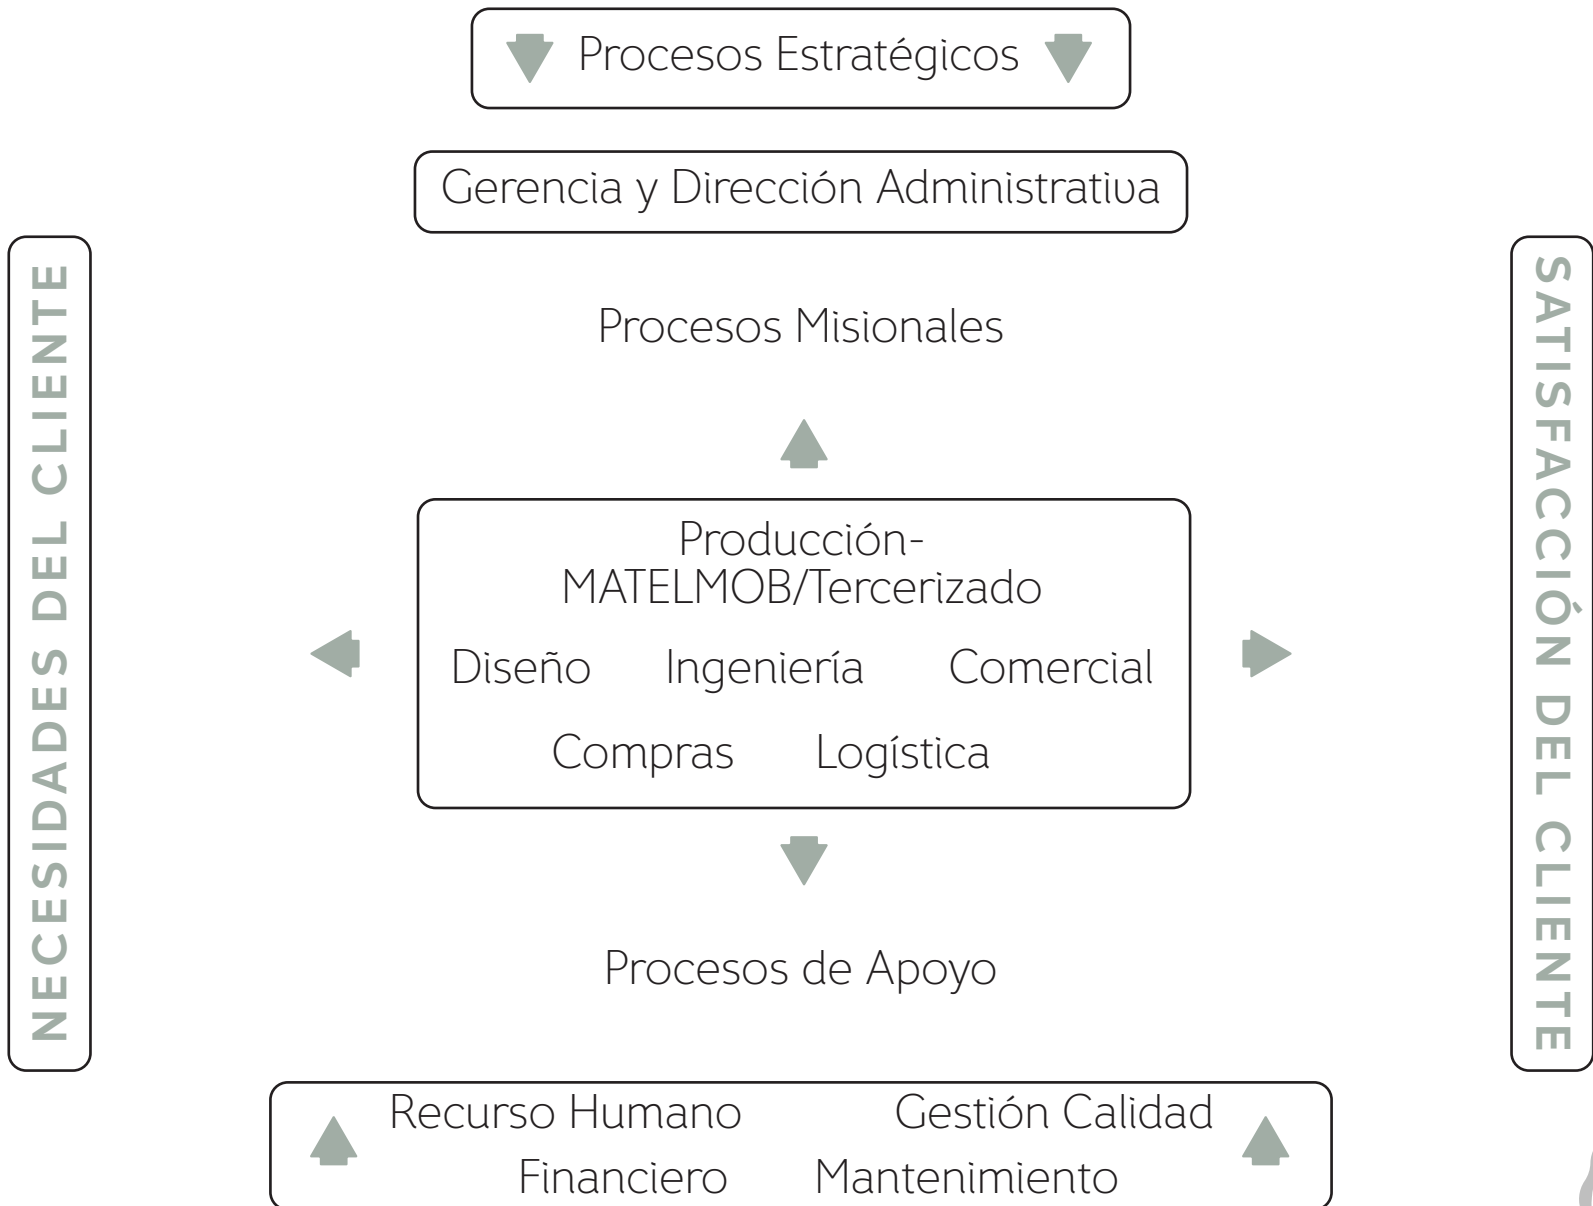 Procesos Estratégicos
Gerencia y Dirección Administrativa
NECESIDADES DEL CLIENTE
SATISFACCIÓN DEL CLIENTE
Procesos Misionales
Producción-
MATELMOB/Tercerizado
Diseño Ingeniería Comercial
Compras Logística
Procesos de Apoyo
Recurso Humano Gestión Calidad
Financiero Mantenimiento